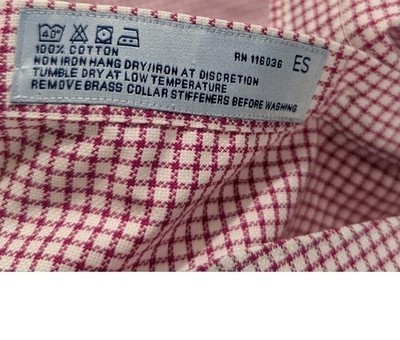 40°
100% COTTON RN 116036 ES
NON IRON HANG DRY/IRON AT DISCRETION
TUMBLE DRY AT LOW TEMPERATURE
REMOVE BRASS COLLAR STIFFENERS BEFORE WASHING